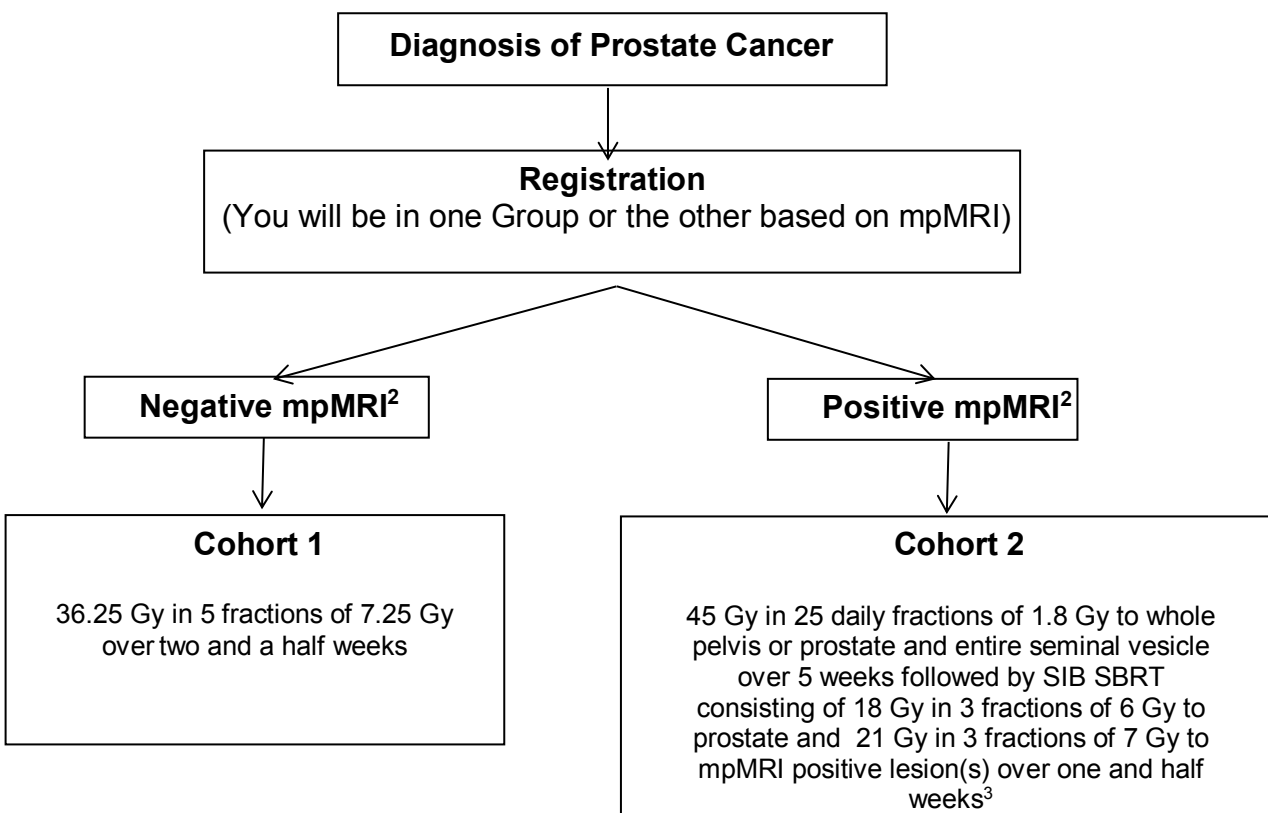 Diagnosis of Prostate Cancer
Registration
(You will be in one Group or the other based on mpMRI)
Negative mpMRI²
Positive mpMRI²
Cohort 1
36.25 Gy in 5 fractions of 7.25 Gy
over two and a half weeks
Cohort 2
45 Gy in 25 daily fractions of 1.8 Gy to whole
pelvis or prostate and entire seminal vesicle
over 5 weeks followed by SIB SBRT
consisting of 18 Gy in 3 fractions of 6 Gy to
prostate and 21 Gy in 3 fractions of 7 Gy to
mpMRI positive lesion(s) over one and half
weeks³